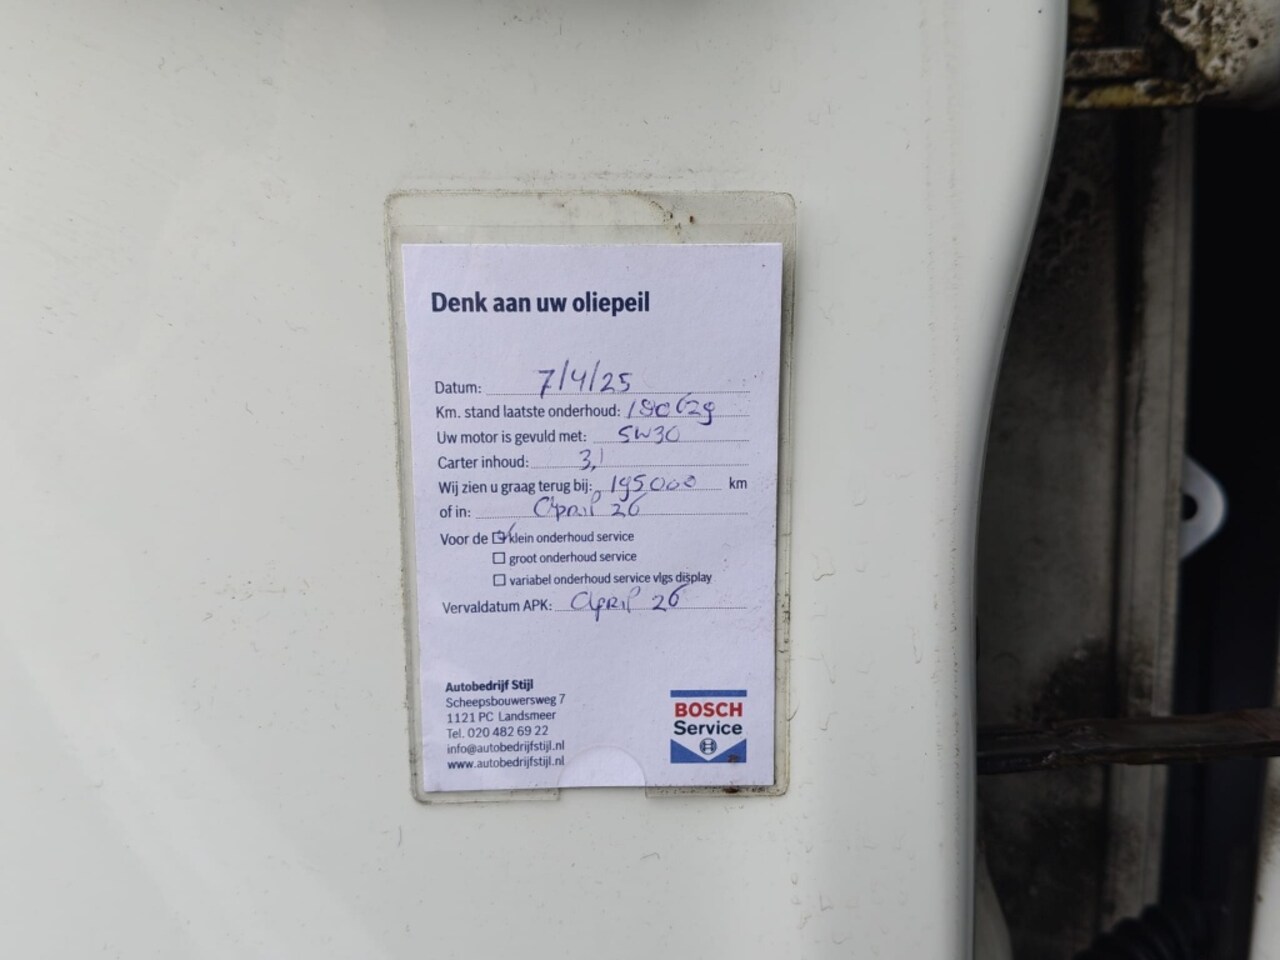 Denk aan uw oliepeil
Datum: 7/4/25
Km. stand laatste onderhoud: 180629
Uw motor is gevuld met: 5W30
Carter inhoud: 3,1
Wij zien u graag terug bij: 195000 km
of in: April 26
Voor de klein onderhoud service
groot onderhoud service
variabel onderhoud service vlgs display
Vervaldatum APK: April 26
Autobedrijf Stijl
Scheepsbouwersweg 7
1121 PC Landsmeer
Tel. 020 482 69 22
info@autobedrijfstijl.nl
www.autobedrijfstijl.nl
BOSCH
Service